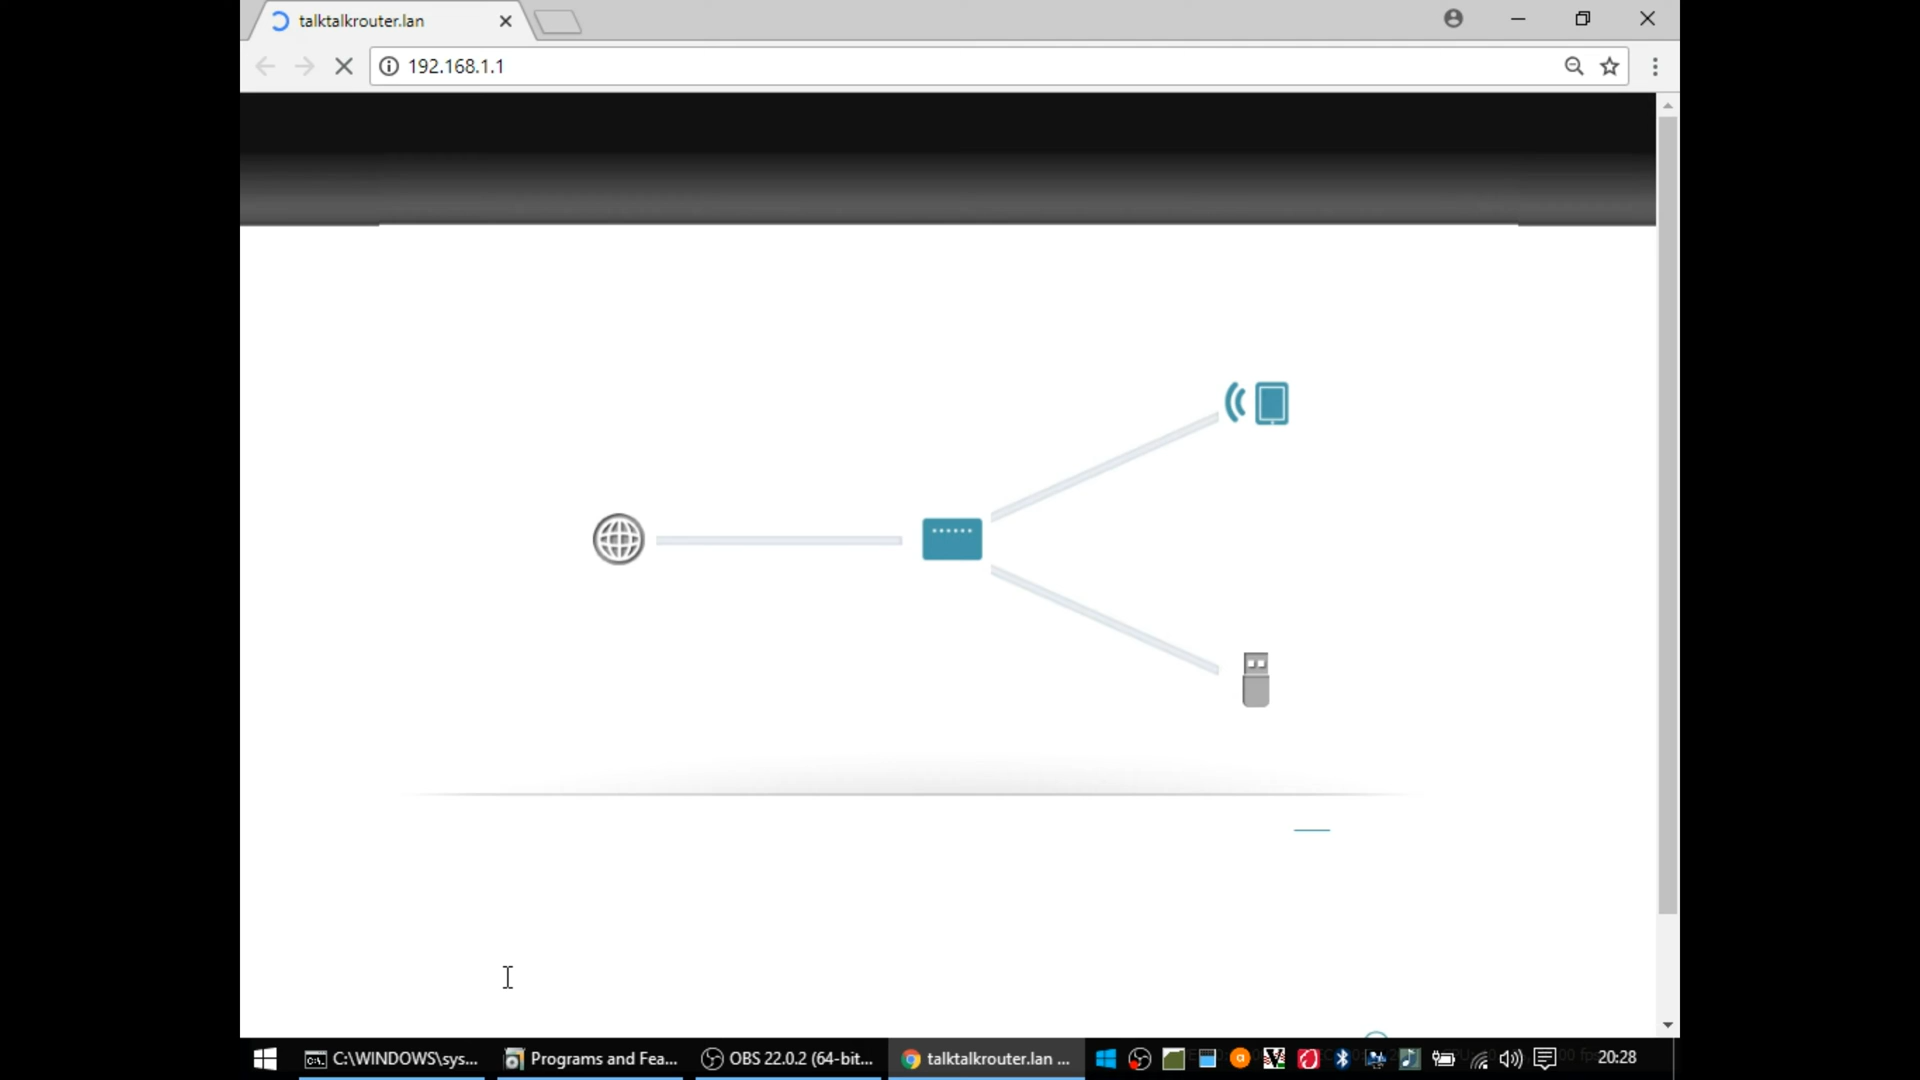 talktalkrouter.lan
192.168.1.1
C:\WINDOWS\sys...
Programs and Fea...
OBS 22.0.2 (64-bit...
talktalkrouter.lan ...
20:28